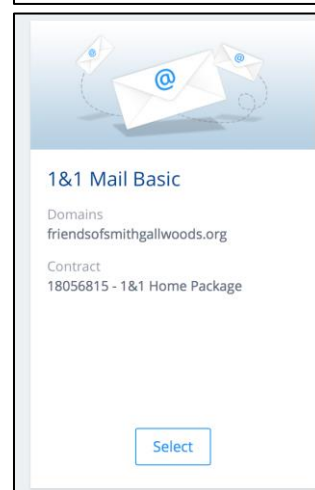 @
@
@
1&1 Mail Basic
Domains
friendsofsmithgallwoods.org
Contract
18056815 - 1&1 Home Package
Select